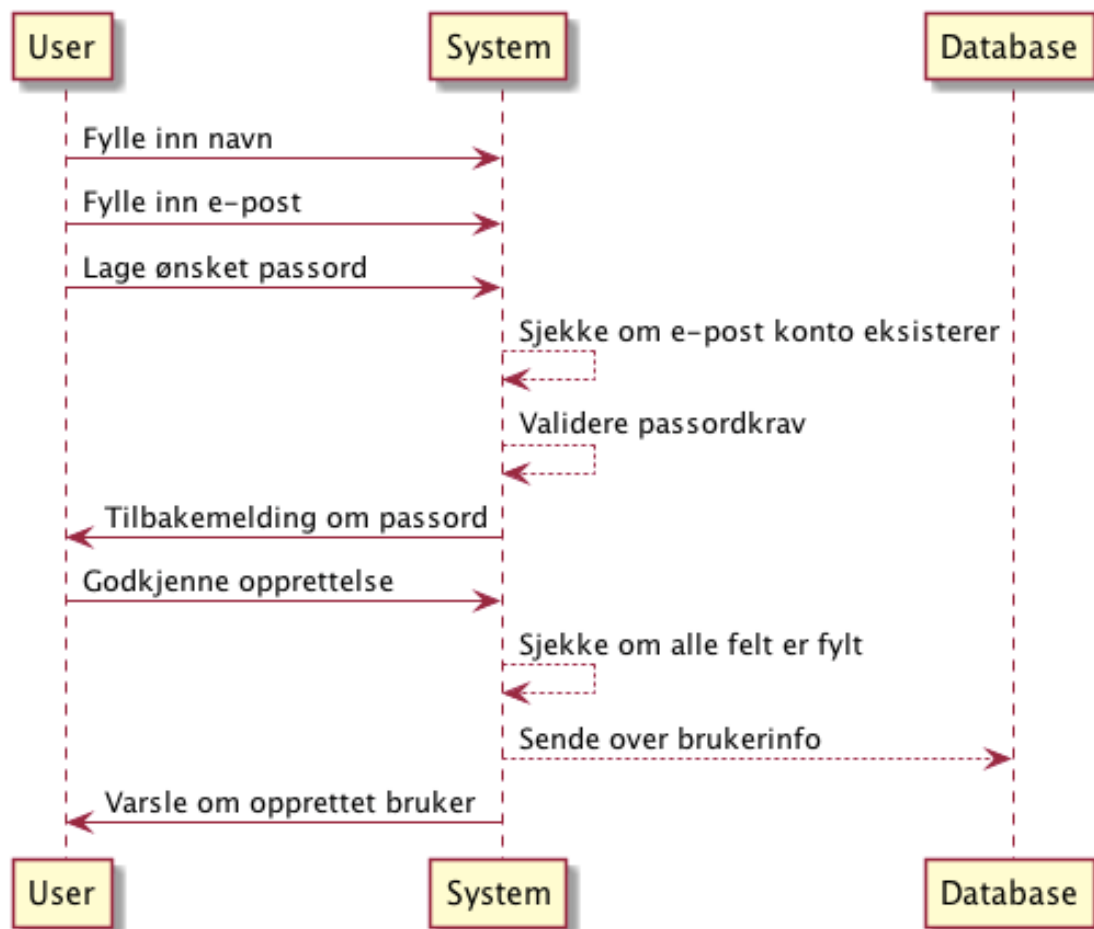 User
System
Database
Fylle inn navn
Fylle inn e-post
Lage ønsket passord
Sjekke om e-post konto eksisterer
Validere passordkrav
Tilbakemelding om passord
Godkjenne opprettelse
Sjekke om alle felt er fylt
Sende over brukerinfo
Varsle om opprettet bruker
User
System
Database